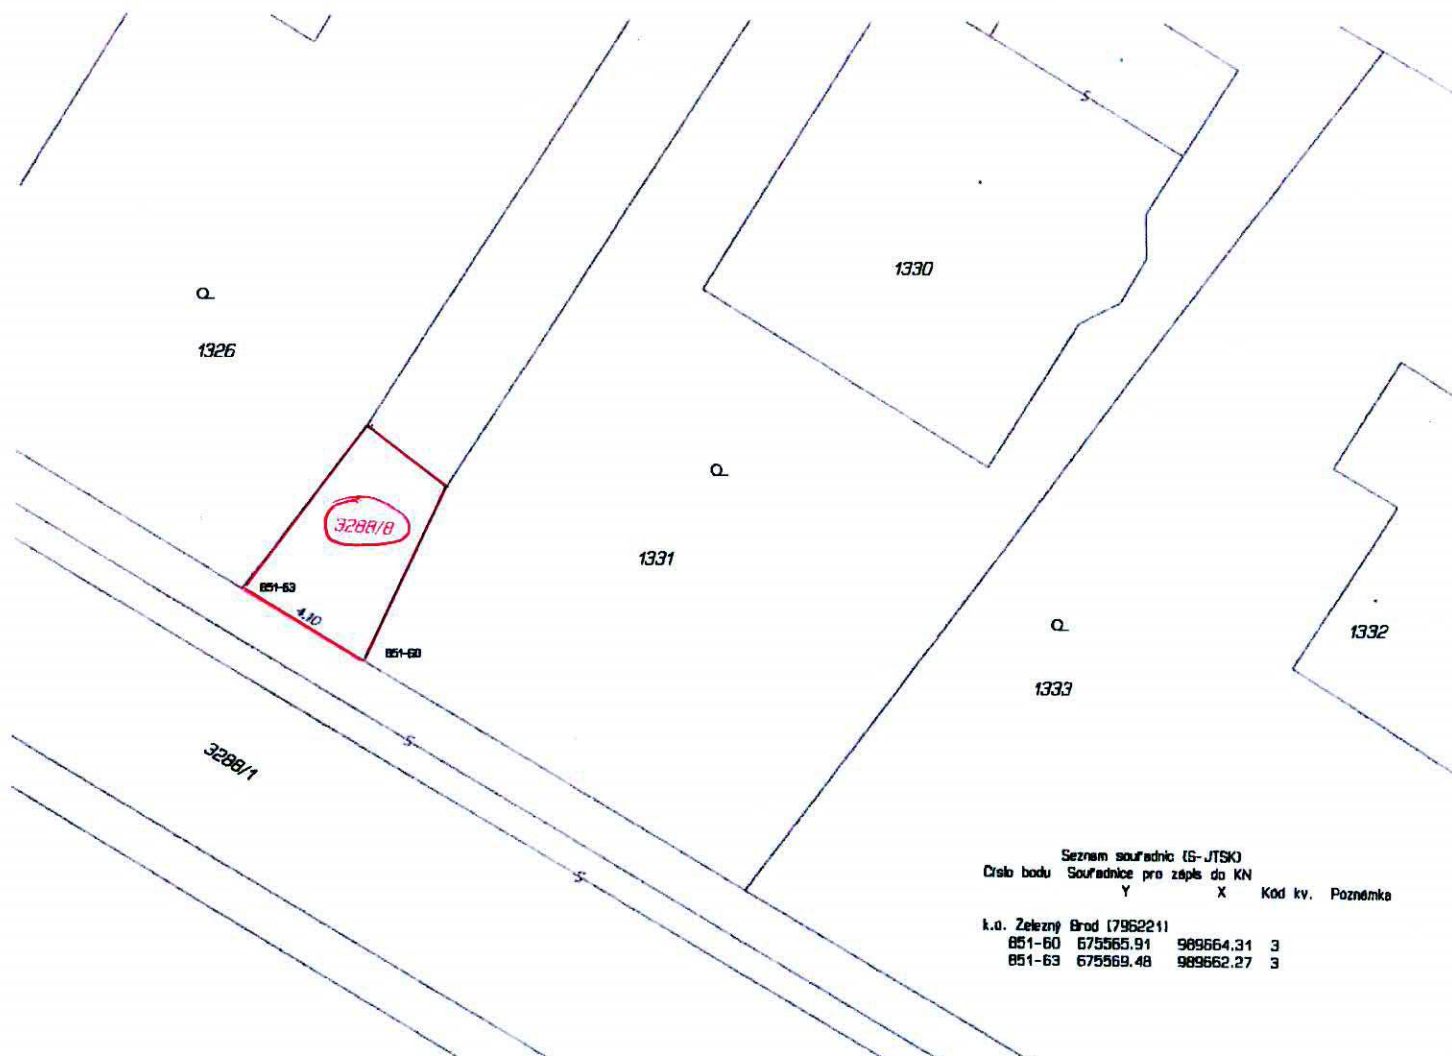 S
1330
Q
1326
Q
3288/8
1331
851-63
4.10
Q
1332
851-60
1333
S
3288/1
S
Seznam souřadnic (S-JTSK)
Číslo bodu Souřadnice pro zápis do KN
Y X Kód kv. Poznámka
k.ú. Železný Brod (796221)
851-60 675565.91 989664.31 3
851-63 675569.48 989662.27 3